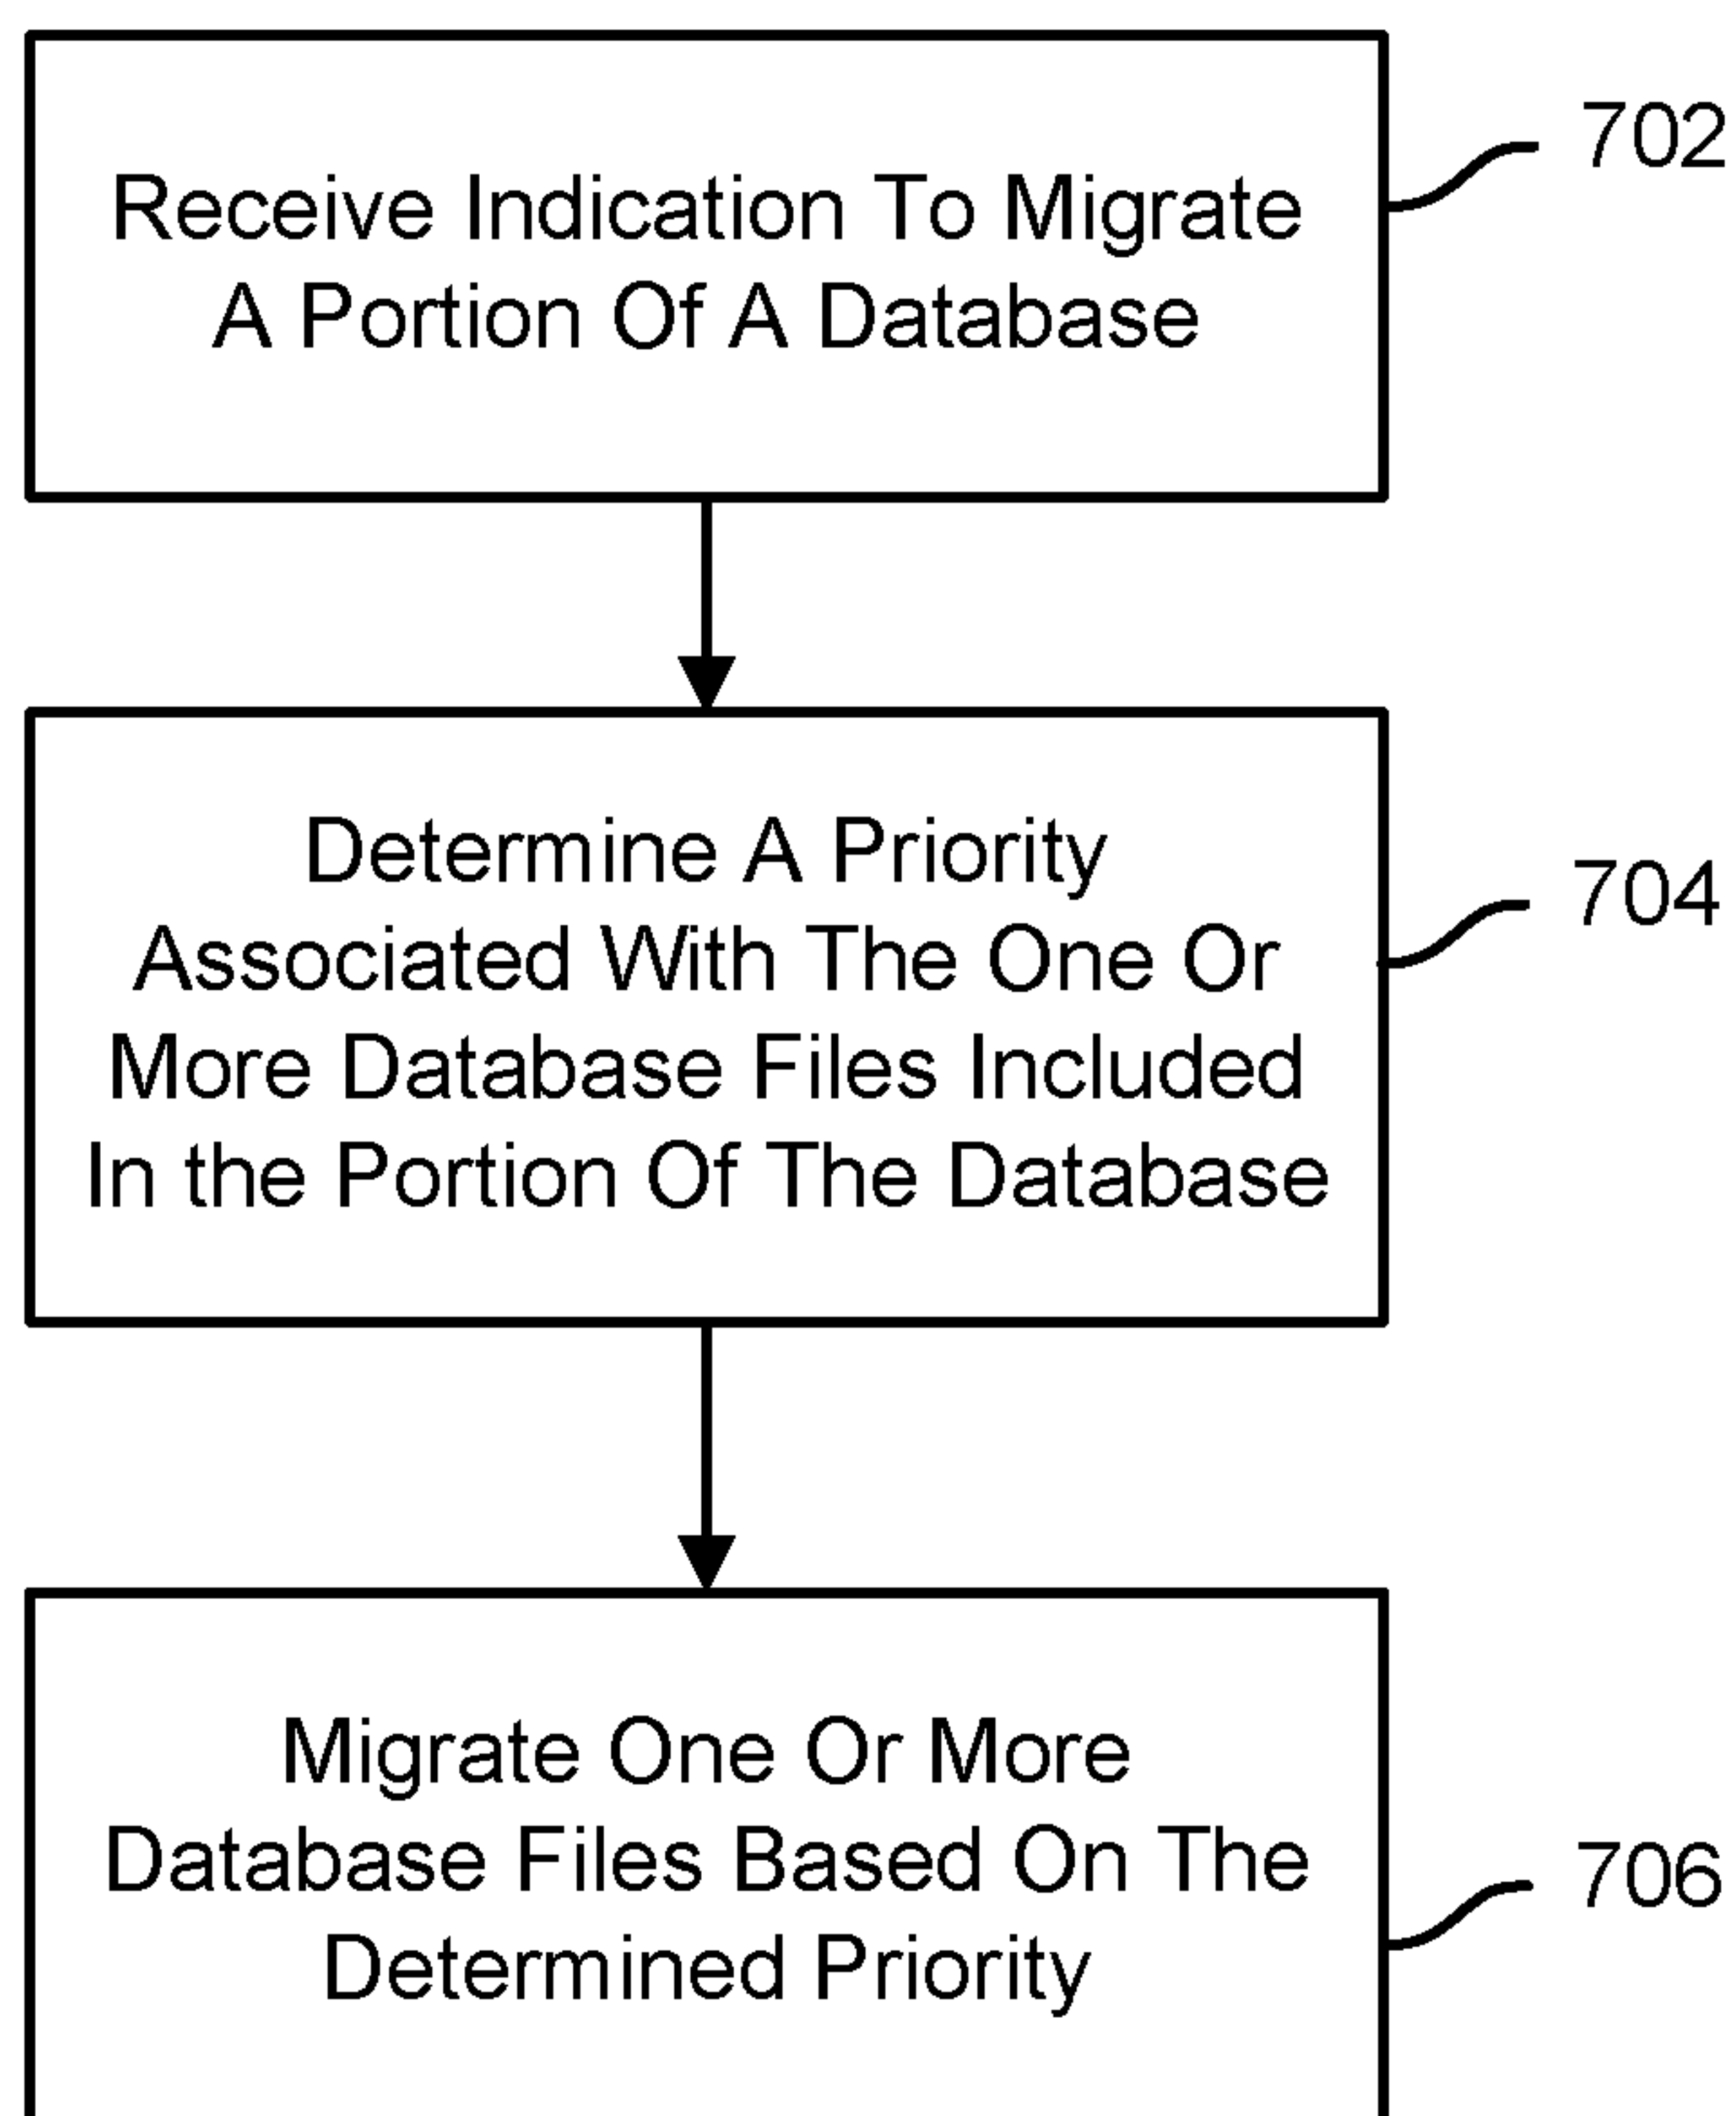 Receive Indication To Migrate
A Portion Of A Database
702
Determine A Priority
Associated With The One Or
More Database Files Included
In the Portion Of The Database
704
Migrate One Or More
Database Files Based On The
Determined Priority
706